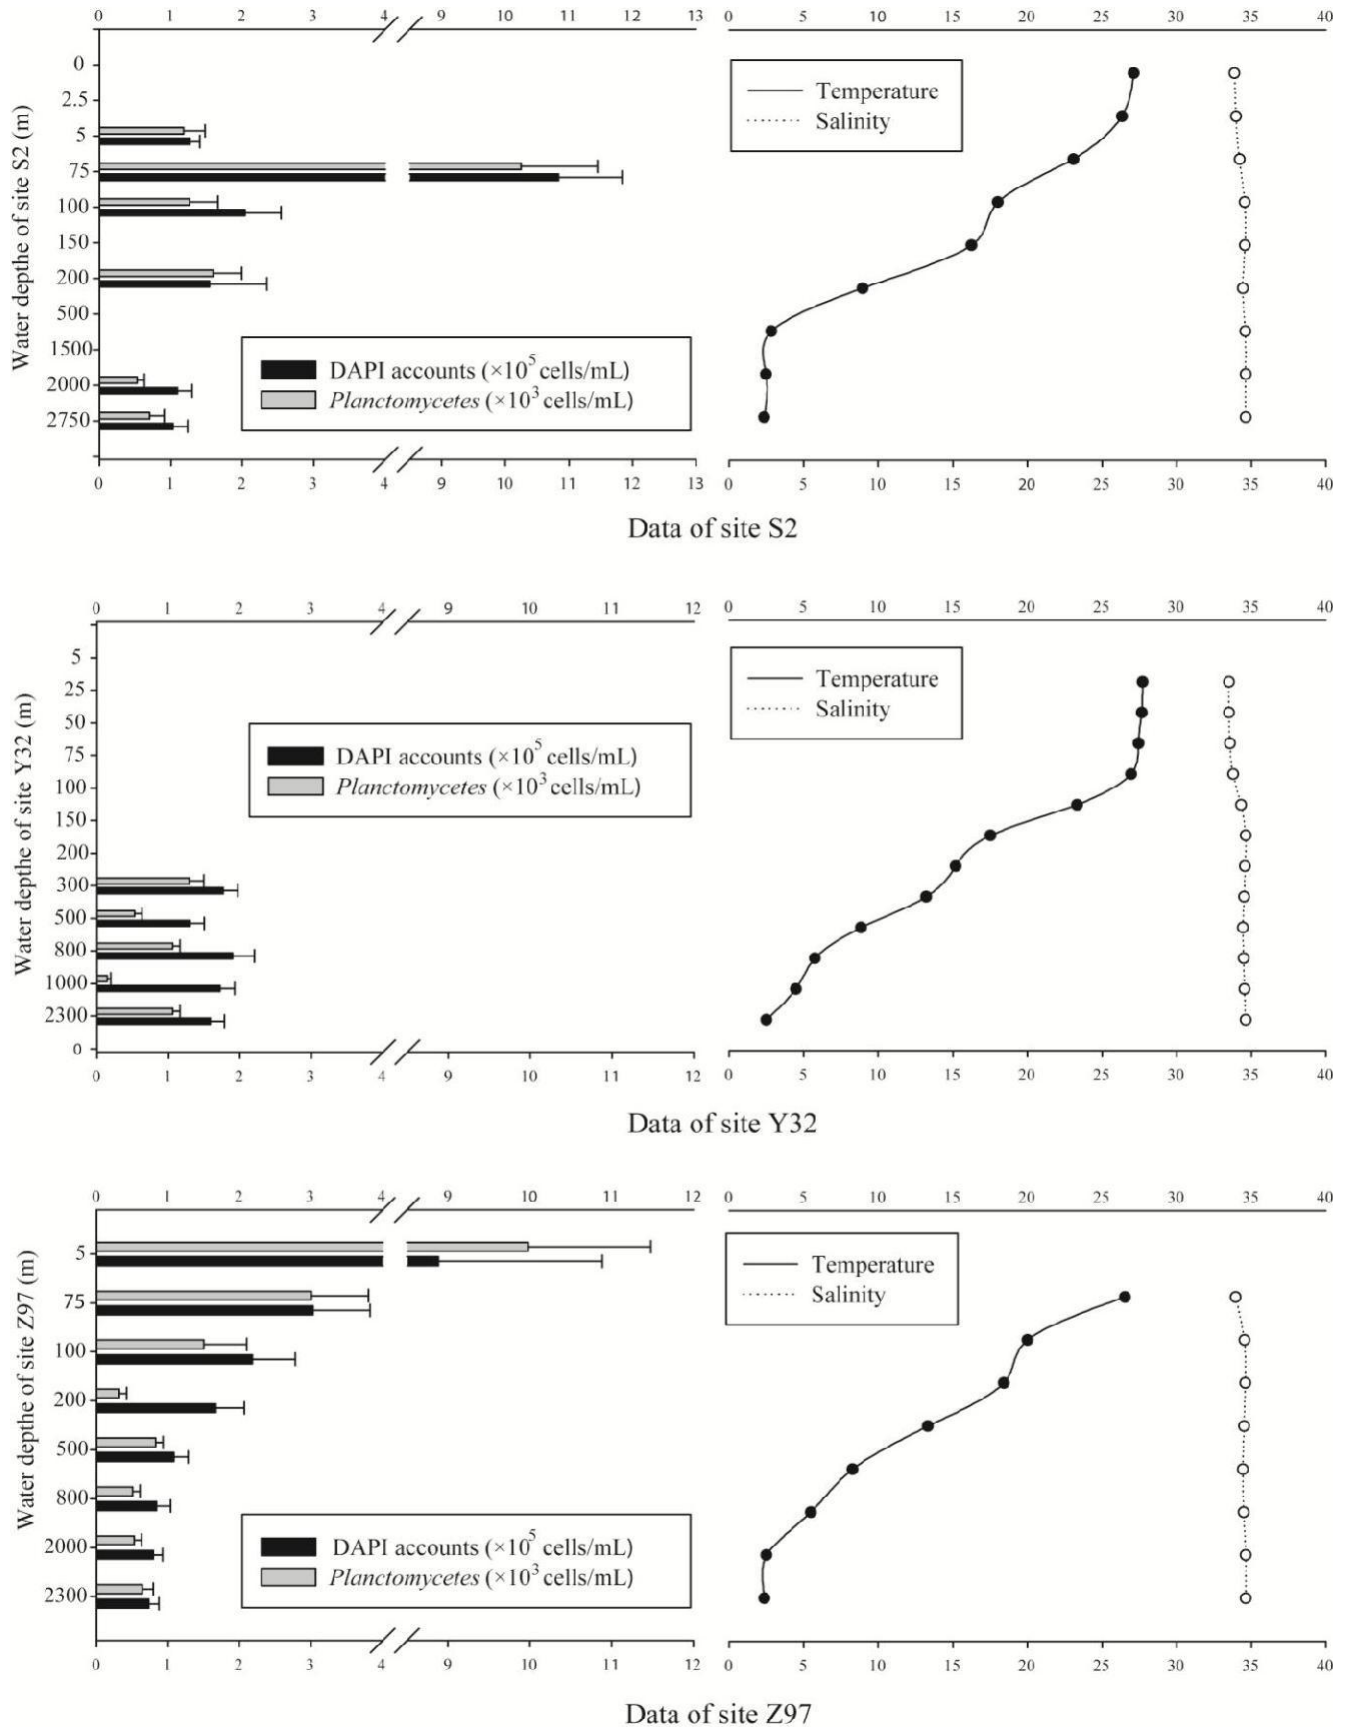 0 1 2 3 4 9 10 11 12 13
0 5 10 15 20 25 30 35 40
Water depthe of site S2 (m)
0
2.5
5
75
100
150
200
500
1500
2000
2750
DAPI accounts (×10⁵ cells/mL)
Planctomycetes (×10³ cells/mL)
Temperature
Salinity
0 1 2 3 4 9 10 11 12 13
0 5 10 15 20 25 30 35 40
Data of site S2
0 1 2 3 4 9 10 11 12
0 5 10 15 20 25 30 35 40
Water depthe of site Y32 (m)
5
25
50
75
100
150
200
300
500
800
1000
2300
0
DAPI accounts (×10⁵ cells/mL)
Planctomycetes (×10³ cells/mL)
Temperature
Salinity
0 1 2 3 4 9 10 11 12
0 5 10 15 20 25 30 35 40
Data of site Y32
0 1 2 3 4 9 10 11 12
0 5 10 15 20 25 30 35 40
Water depthe of site Z97 (m)
5
75
100
200
500
800
2000
2300
DAPI accounts (×10⁵ cells/mL)
Planctomycetes (×10³ cells/mL)
Temperature
Salinity
0 1 2 3 4 9 10 11 12
0 5 10 15 20 25 30 35 40
Data of site Z97